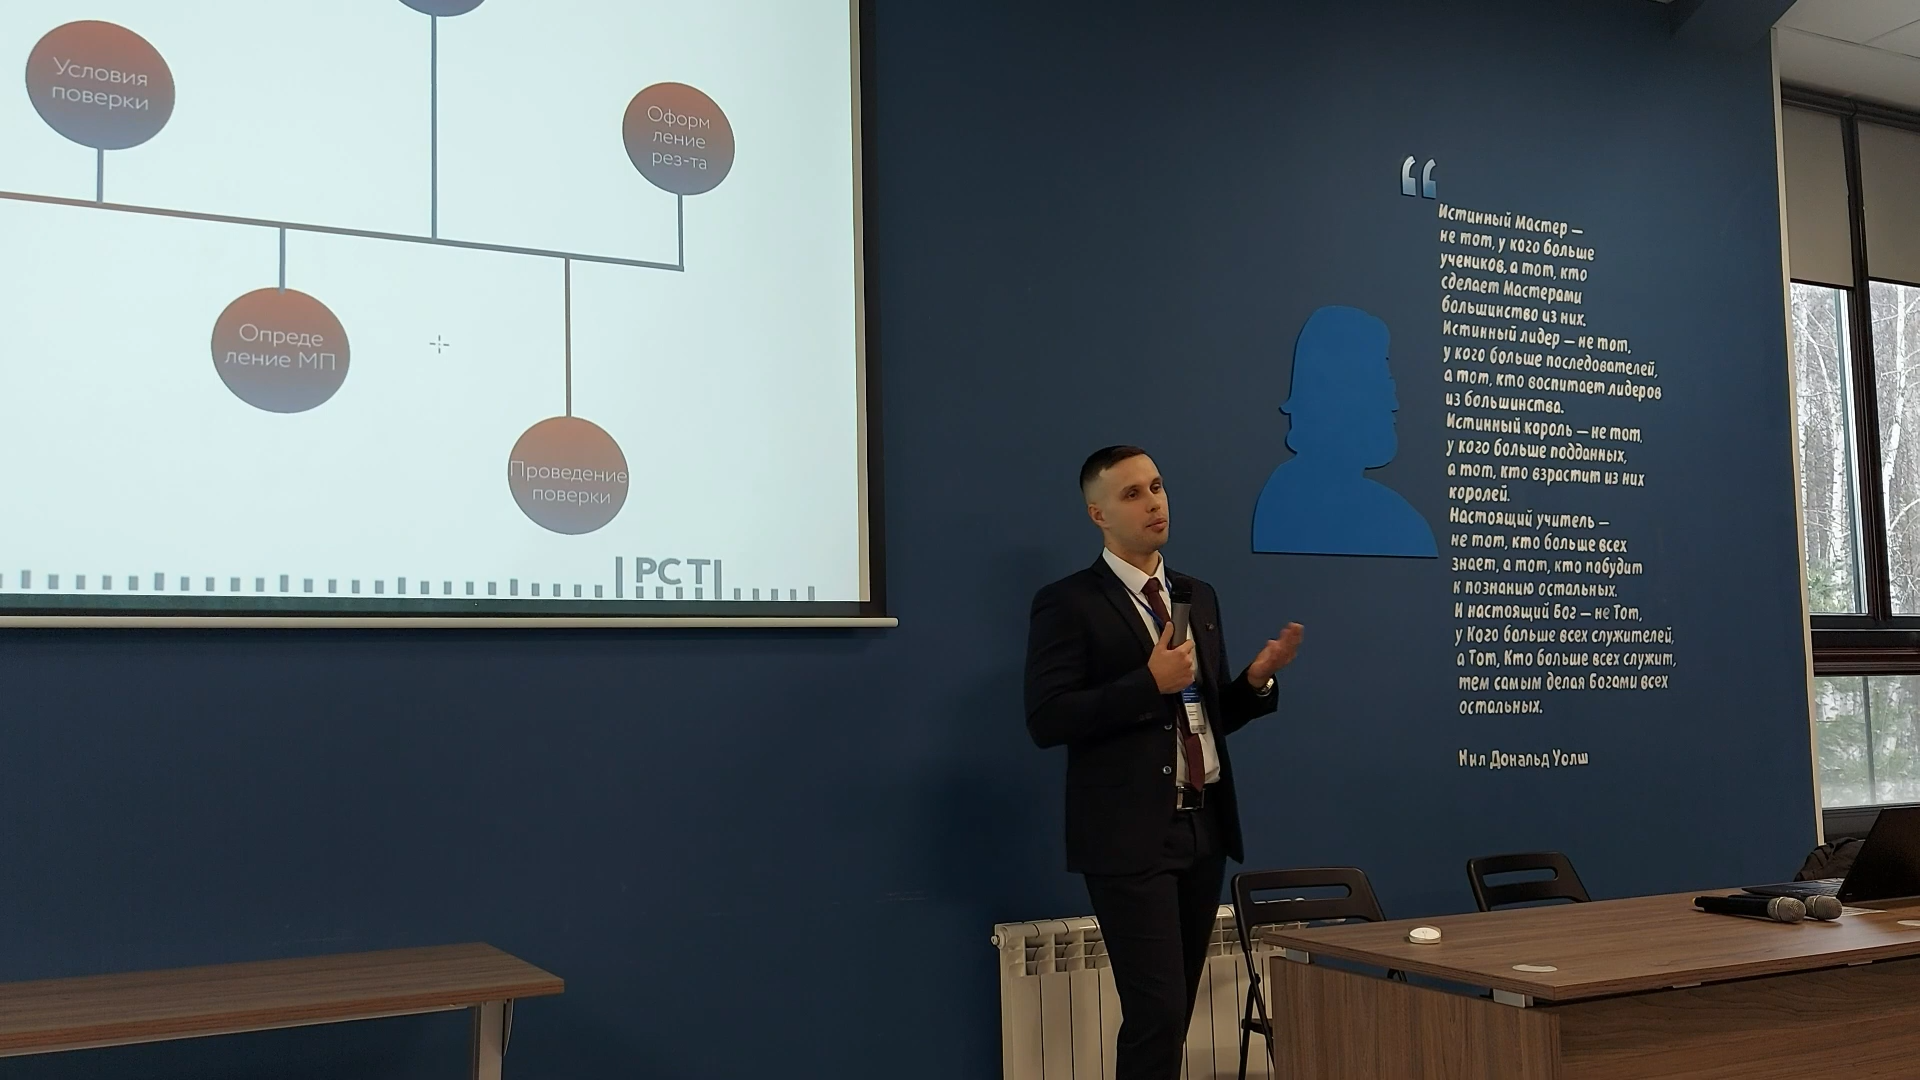 Условия
поверки
Оформ
ление
рез-та
Опреде
ление МП
Проведение
поверки
РСТ
“
Истинный Мастер —
не тот, у кого больше
учеников, а тот, кто
сделает Мастерами
большинство из них.
Истинный лидер — не тот,
у кого больше последователей,
а тот, кто воспитает лидеров
из большинства.
Истинный король — не тот,
у кого больше подданных,
а тот, кто взрастит из них
королей.
Настоящий учитель —
не тот, кто больше всех
знает, а тот, кто побудит
к познанию остальных.
И настоящий Бог — не Тот,
у Кого больше всех служителей,
а Тот, Кто больше всех служит,
тем самым делая Богами всех
остальных.
Нил Дональд Уолш